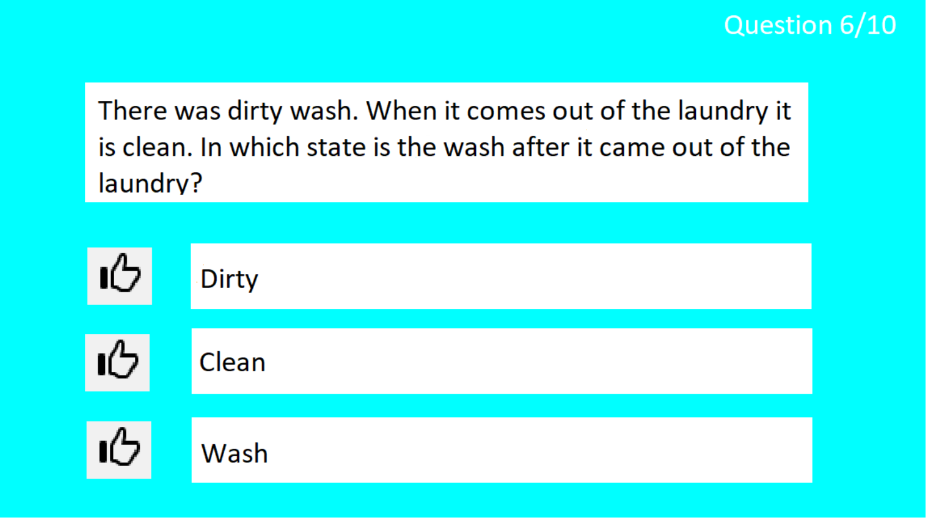 Question 6/10
There was dirty wash. When it comes out of the laundry it
is clean. In which state is the wash after it came out of the
laundry?
Dirty
Clean
Wash